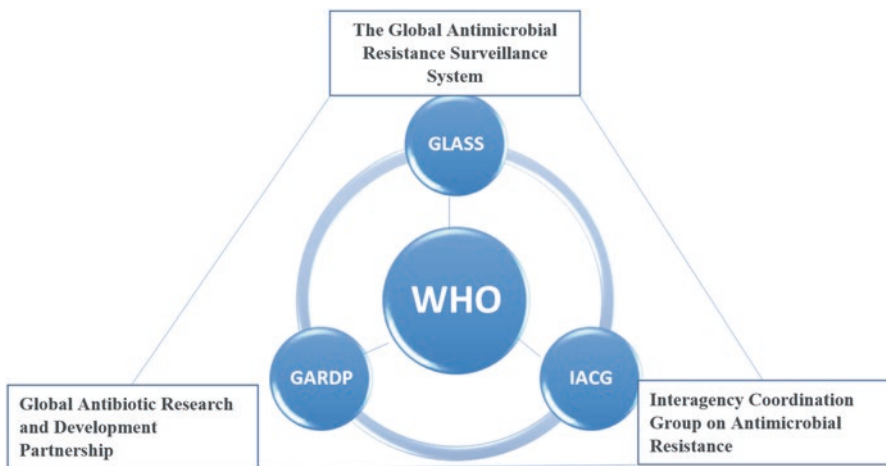 The Global Antimicrobial
Resistance Surveillance
System
GLASS
WHO
GARDP
IACG
Global Antibiotic Research
and Development
Partnership
Interagency Coordination
Group on Antimicrobial
Resistance